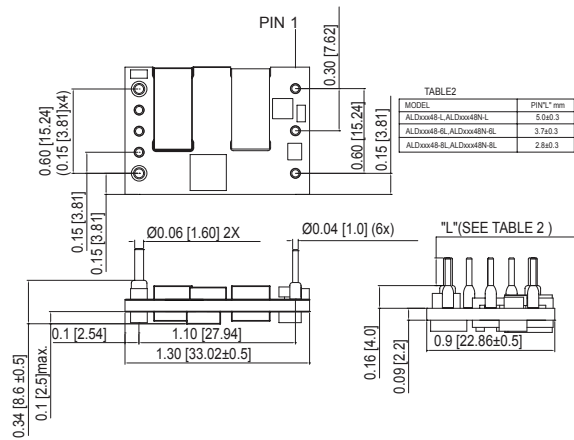 PIN 1
0.30 [7.62]
0.60 [15.24]
(0.15 [3.81]x4)
0.15 [3.81]
0.15 [3.81]
0.60 [15.24]
0.15 [3.81]
TABLE2
MODEL PIN"L" mm
ALDxxx48-L,ALDxxx48N-L 5.0±0.3
ALDxxx48-6L,ALDxxx48N-6L 3.7±0.3
ALDxxx48-8L,ALDxxx48N-8L 2.8±0.3
Ø0.06 [1.60] 2X
Ø0.04 [1.0] (6x)
"L"(SEE TABLE 2 )
0.1 [2.54]
1.10 [27.94]
1.30 [33.02±0.5]
0.34 [8.6 ±0.5]
0.1 [2.5]max.
0.16 [4.0]
0.09 [2.2]
0.9 [22.86±0.5]